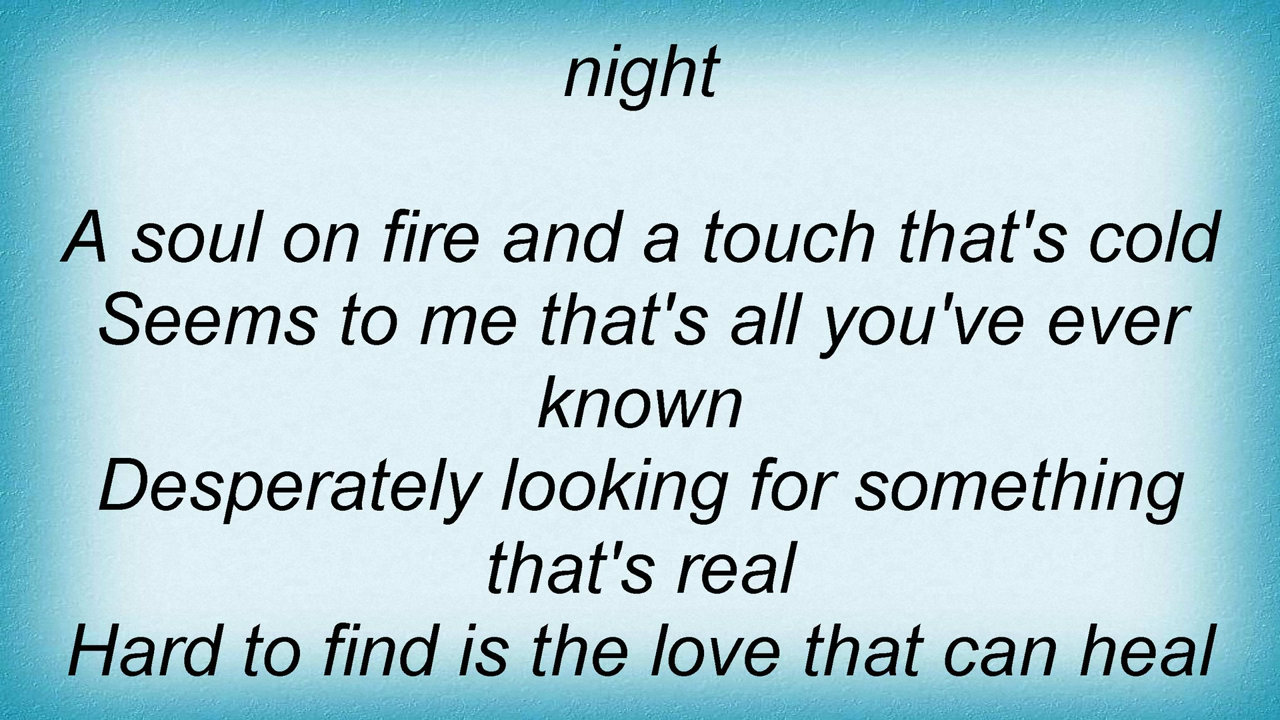 night
A soul on fire and a touch that's cold
Seems to me that's all you've ever
known
Desperately looking for something
that's real
Hard to find is the love that can heal